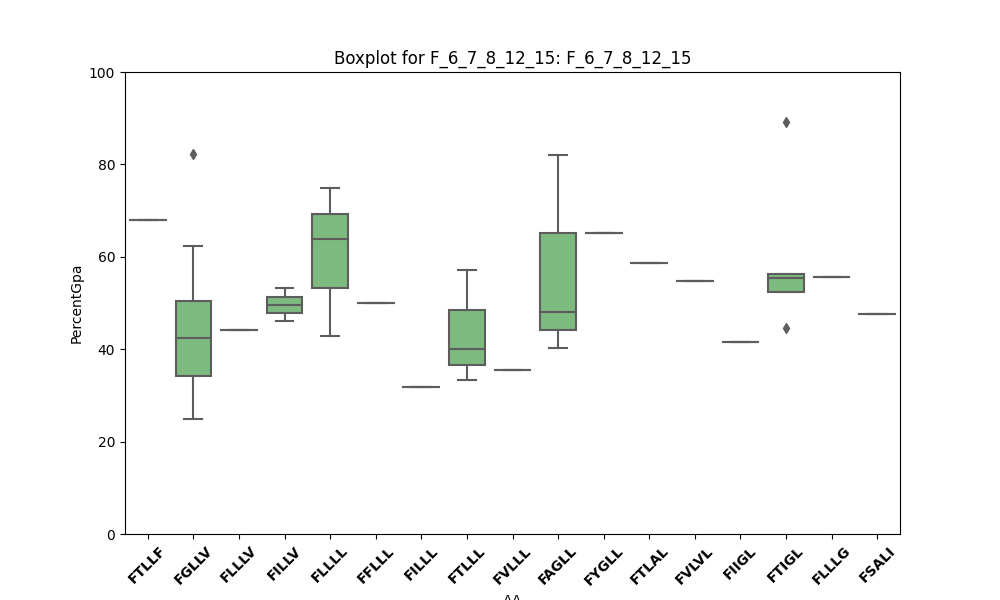 Boxplot for F_6_7_8_12_15: F_6_7_8_12_15
PercentGpa
100
80
60
40
20
0
FTLLF
FGLLV
FLLLV
FILLV
FLLLL
FFLLL
FILLL
FTLLL
FVLLL
FAGLL
FYGLL
FTLAL
FVLVL
FIIGL
FTIGL
FLLLG
FSALI
AA